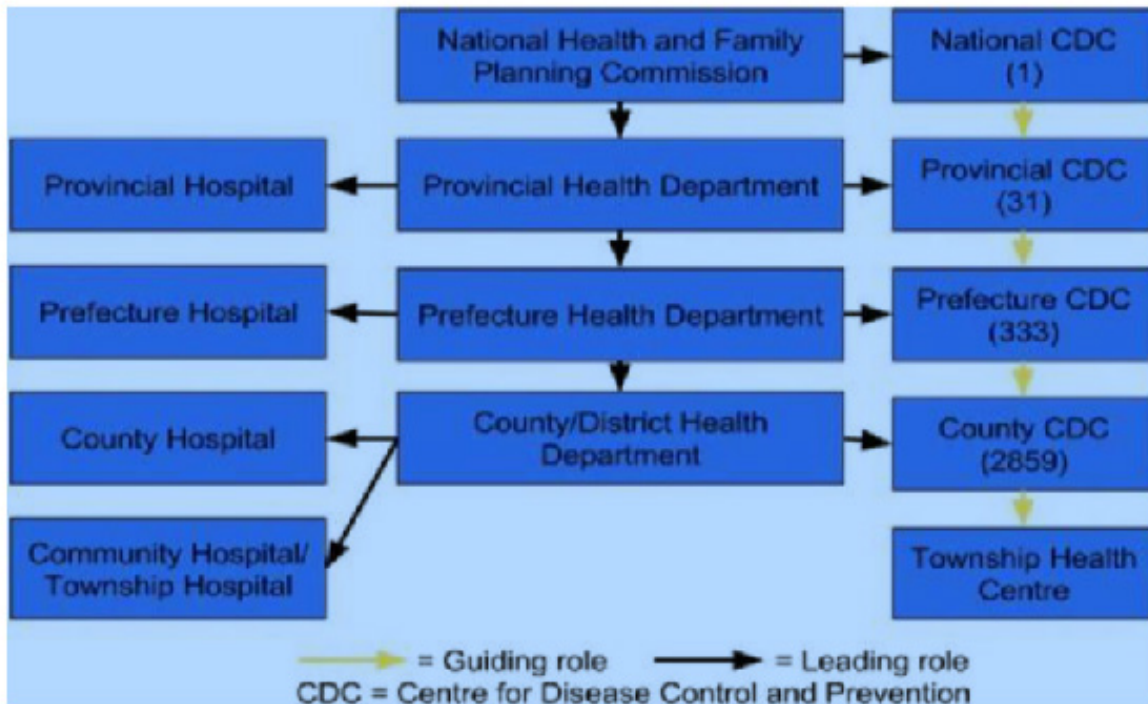 National Health and Family
Planning Commission
National CDC
(1)
Provincial Hospital
Provincial Health Department
Provincial CDC
(31)
Prefecture Hospital
Prefecture Health Department
Prefecture CDC
(333)
County Hospital
County/District Health
Department
County CDC
(2859)
Community Hospital/
Township Hospital
Township Health
Centre
= Guiding role
= Leading role
CDC = Centre for Disease Control and Prevention